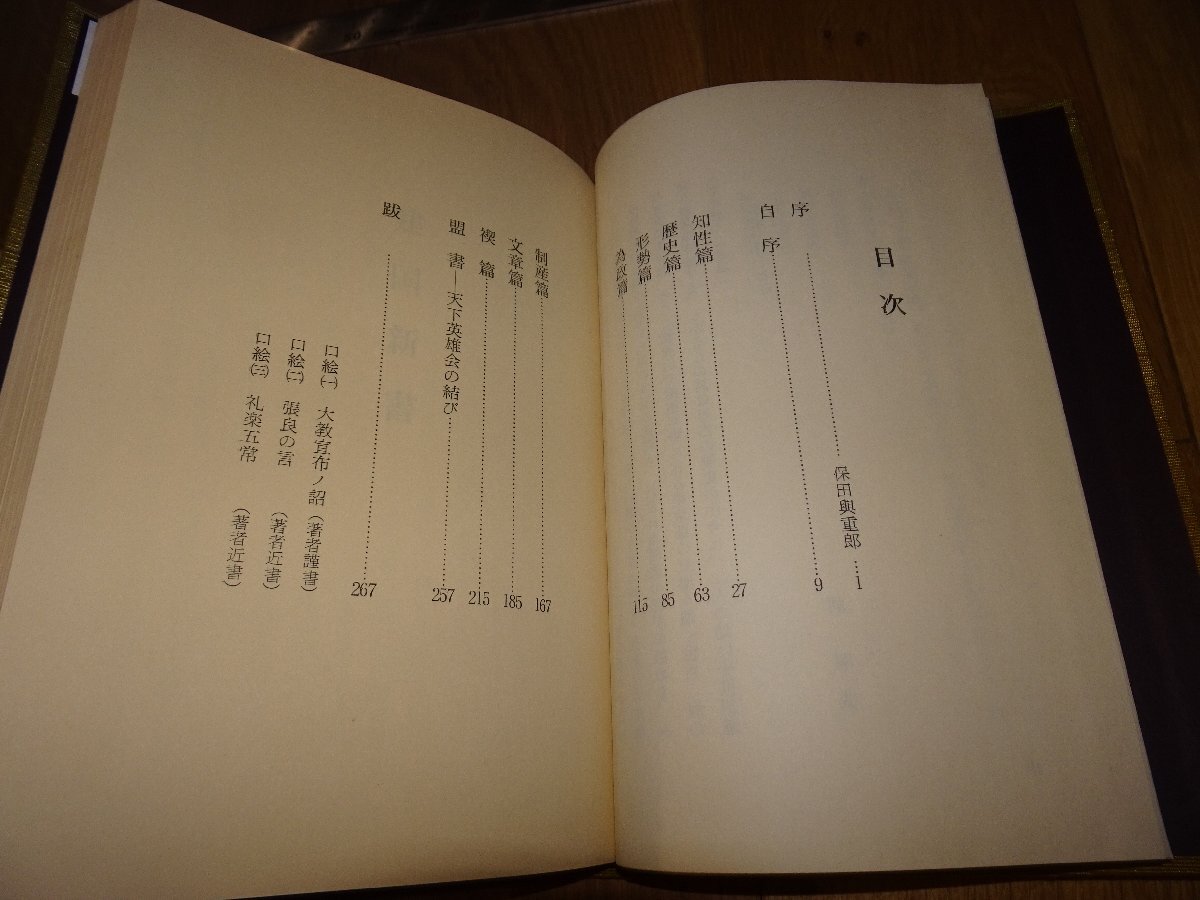 目次
序……保田與重郎…1
自序……9
知性篇……27
歴史篇……63
形勢篇……85
為政篇……115
制産篇……167
文章篇……185
禊篇……215
盟書―天下英雄会の結び……257
跋……267
口絵㈠ 大教宣布ノ詔(著者謹書)
口絵㈡ 張良の言(著者近書)
口絵㈢ 礼楽五常(著者近書)